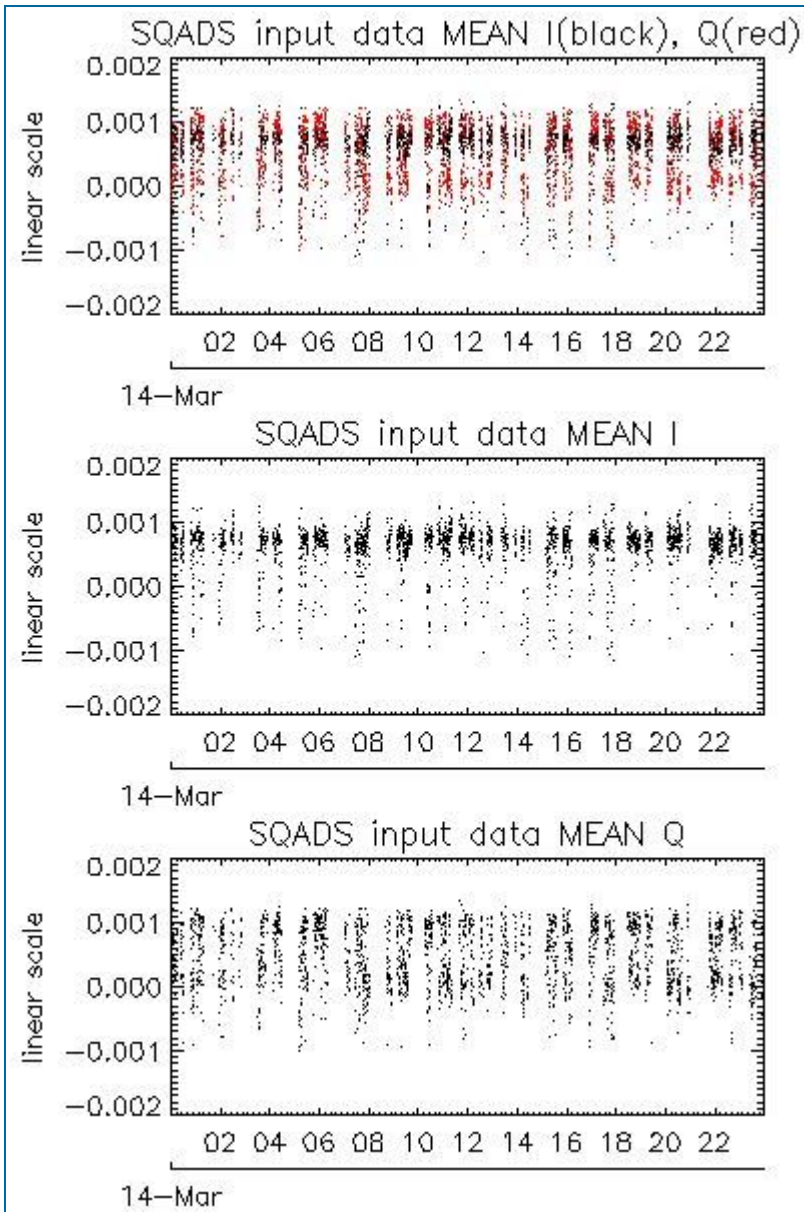 SQADS input data MEAN I(black), Q(red)
0.002
0.001
0.000
−0.001
−0.002
linear scale
02 04 06 08 10 12 14 16 18 20 22
14−Mar
SQADS input data MEAN I
0.002
0.001
0.000
−0.001
−0.002
linear scale
02 04 06 08 10 12 14 16 18 20 22
14−Mar
SQADS input data MEAN Q
0.002
0.001
0.000
−0.001
−0.002
linear scale
02 04 06 08 10 12 14 16 18 20 22
14−Mar